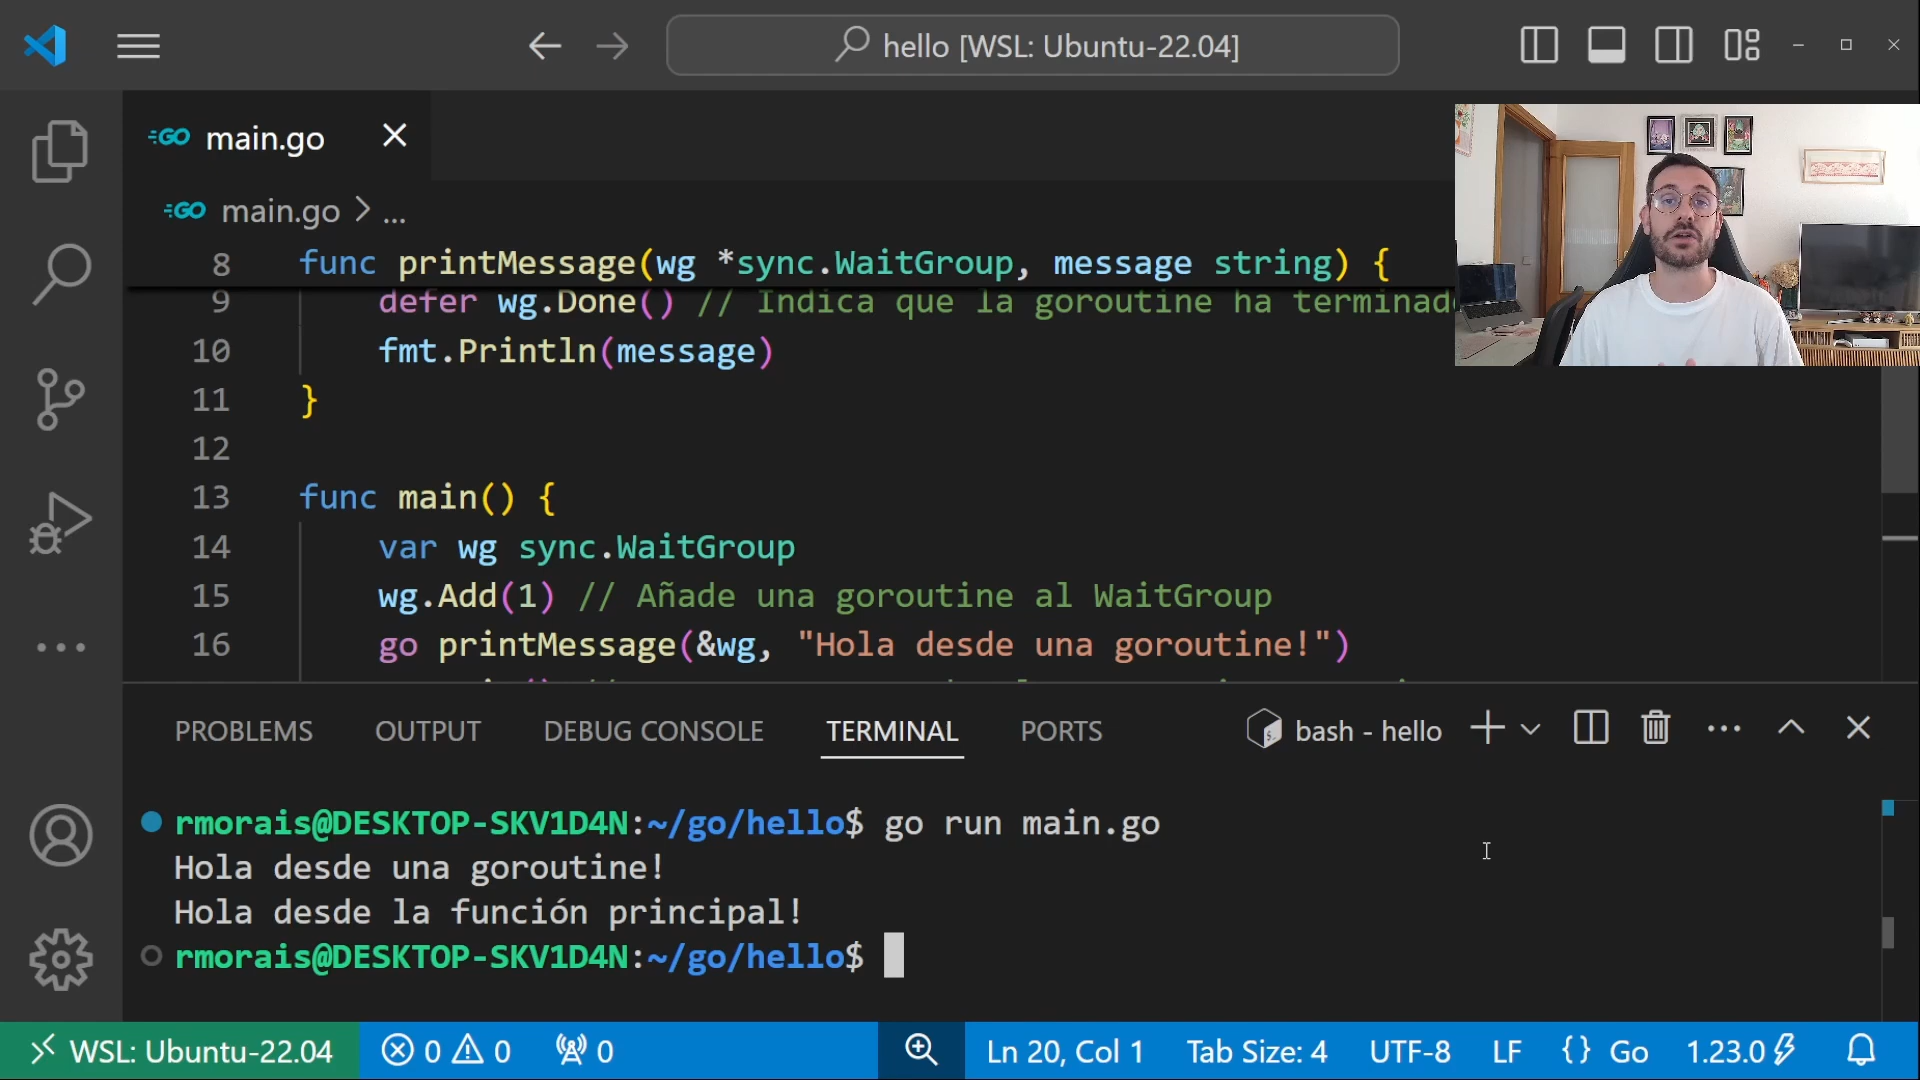 hello [WSL: Ubuntu-22.04]
GO main.go
GO main.go > ...
8 func printMessage(wg *sync.WaitGroup, message string) {
9 defer wg.Done() // Indica que la goroutine ha terminado
10 fmt.Println(message)
11 }
12
13 func main() {
14 var wg sync.WaitGroup
15 wg.Add(1) // Añade una goroutine al WaitGroup
16 go printMessage(&wg, "Hola desde una goroutine!")
PROBLEMS OUTPUT DEBUG CONSOLE TERMINAL PORTS bash - hello
rmorais@DESKTOP-SKV1D4N:~/go/hello$ go run main.go
Hola desde una goroutine!
Hola desde la función principal!
rmorais@DESKTOP-SKV1D4N:~/go/hello$
WSL: Ubuntu-22.04 0 0 0 Ln 20, Col 1 Tab Size: 4 UTF-8 LF {} Go 1.23.0